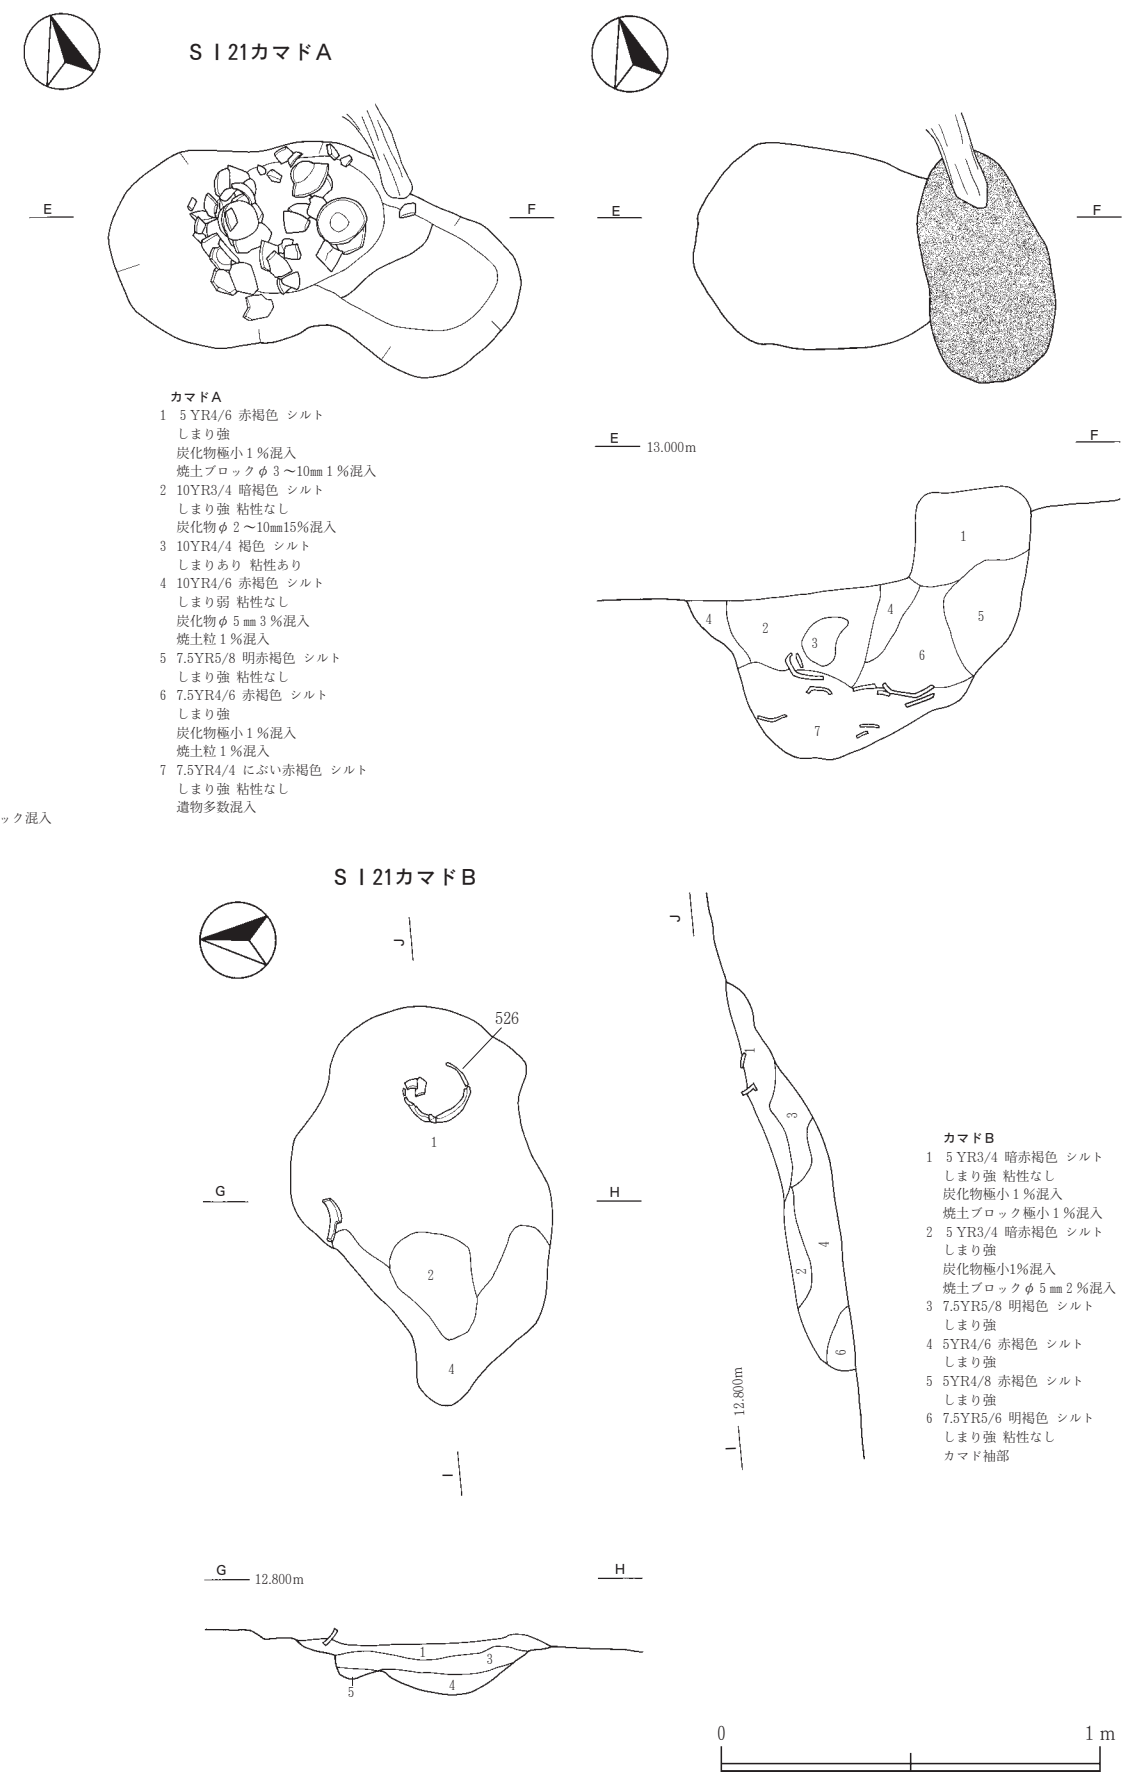 ＳＩ21カマドＡ
E
F
E
F
カマドA
1 5YR4/6 赤褐色 シルト
しまり強
炭化物極小１％混入
焼土ブロックφ３～10㎜１％混入
2 10YR3/4 暗褐色 シルト
しまり強 粘性なし
炭化物φ２～10㎜15％混入
3 10YR4/4 褐色 シルト
しまりあり 粘性あり
4 10YR4/6 赤褐色 シルト
しまり弱 粘性なし
炭化物φ５㎜３％混入
焼土粒１％混入
5 7.5YR5/8 明赤褐色 シルト
しまり強 粘性なし
6 7.5YR4/6 赤褐色 シルト
しまり強
炭化物極小１％混入
焼土粒１％混入
7 7.5YR4/4 にぶい赤褐色 シルト
しまり強 粘性なし
遺物多数混入
ック混入
E 13.000m
F
1
4
2
3
4
5
6
7
ＳＩ21カマドＢ
J
526
1
G
H
2
4
I
J
1
3
4
2
6
I 12.800m
カマドB
1 5YR3/4 暗赤褐色 シルト
しまり強 粘性なし
炭化物極小１％混入
焼土ブロック極小１％混入
2 5YR3/4 暗赤褐色 シルト
しまり強
炭化物極小1％混入
焼土ブロックφ５㎜２％混入
3 7.5YR5/8 明褐色 シルト
しまり強
4 5YR4/6 赤褐色 シルト
しまり強
5 5YR4/8 赤褐色 シルト
しまり強
6 7.5YR5/6 明褐色 シルト
しまり強 粘性なし
カマド袖部
G 12.800m
H
1
3
4
5
0
1 m